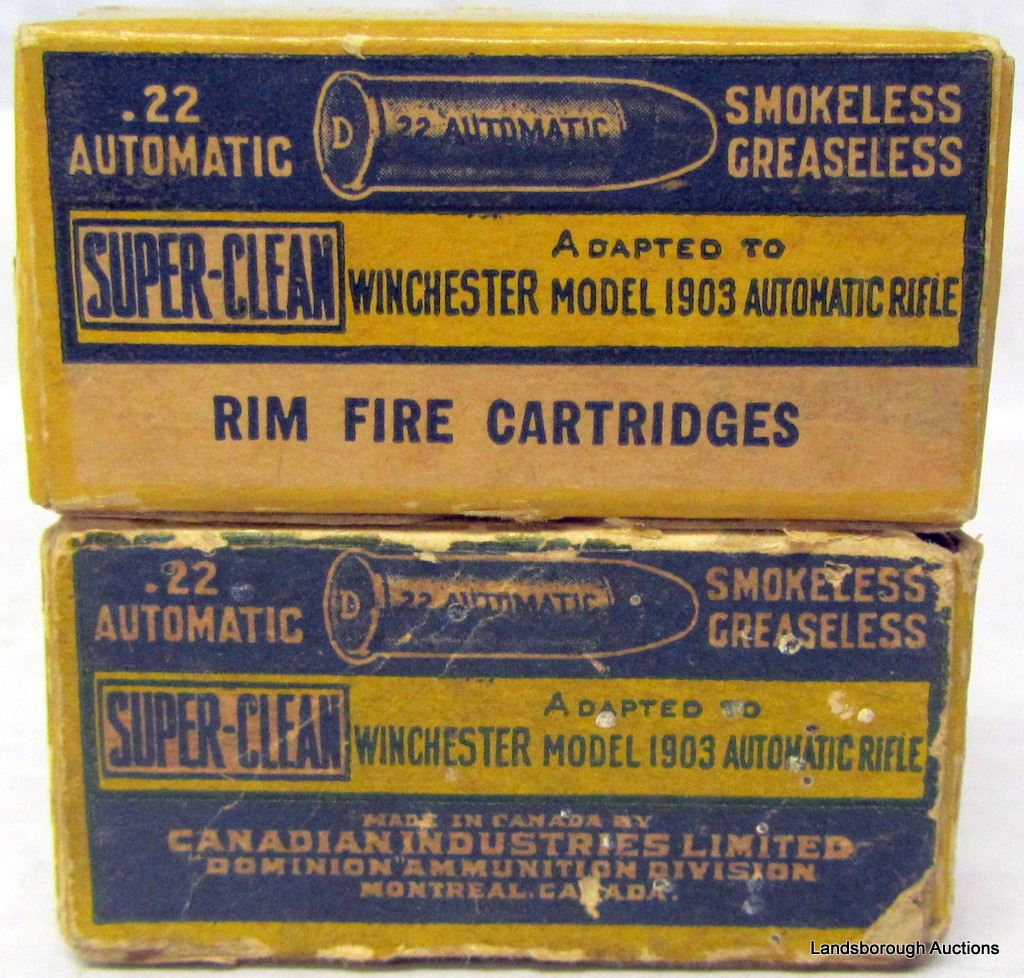 .22
AUTOMATIC
D
22 AUTOMATIC
SMOKELESS
GREASELESS
SUPER-CLEAN
ADAPTED TO
WINCHESTER MODEL 1903 AUTOMATIC RIFLE
RIM FIRE CARTRIDGES
.22
AUTOMATIC
D
22 AUTOMATIC
SMOKELESS
GREASELESS
SUPER-CLEAN
ADAPTED TO
WINCHESTER MODEL 1903 AUTOMATIC RIFLE
MADE IN CANADA BY
CANADIAN INDUSTRIES LIMITED
"DOMINION" AMMUNITION DIVISION
MONTREAL. CANADA.
Landsborough Auctions